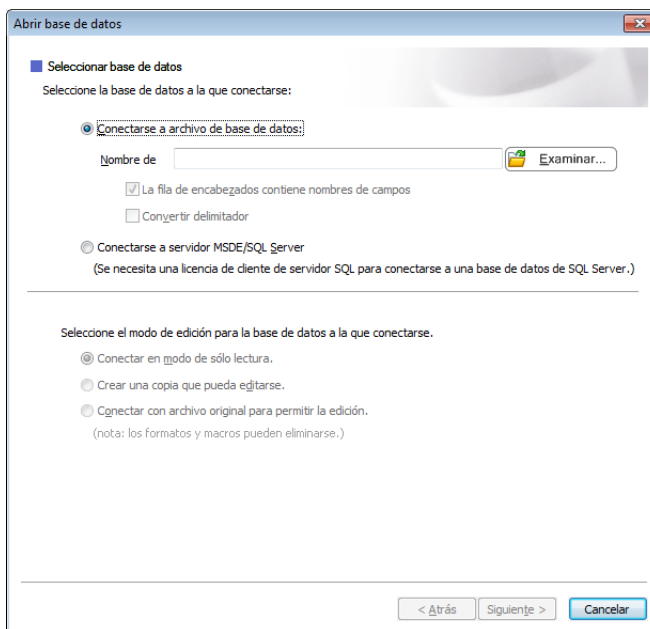 Abrir base de datos
Seleccionar base de datos
Seleccione la base de datos a la que conectarse:
Conectarse a archivo de base de datos:
Nombre de
Examinar...
La fila de encabezados contiene nombres de campos
Convertir delimitador
Conectarse a servidor MSDE/SQL Server
(Se necesita una licencia de cliente de servidor SQL para conectarse a una base de datos de SQL Server.)
Seleccione el modo de edición para la base de datos a la que conectarse.
Conectar en modo de sólo lectura.
Crear una copia que pueda editarse.
Conectar con archivo original para permitir la edición.
(nota: los formatos y macros pueden eliminarse.)
< Atrás Siguiente > Cancelar